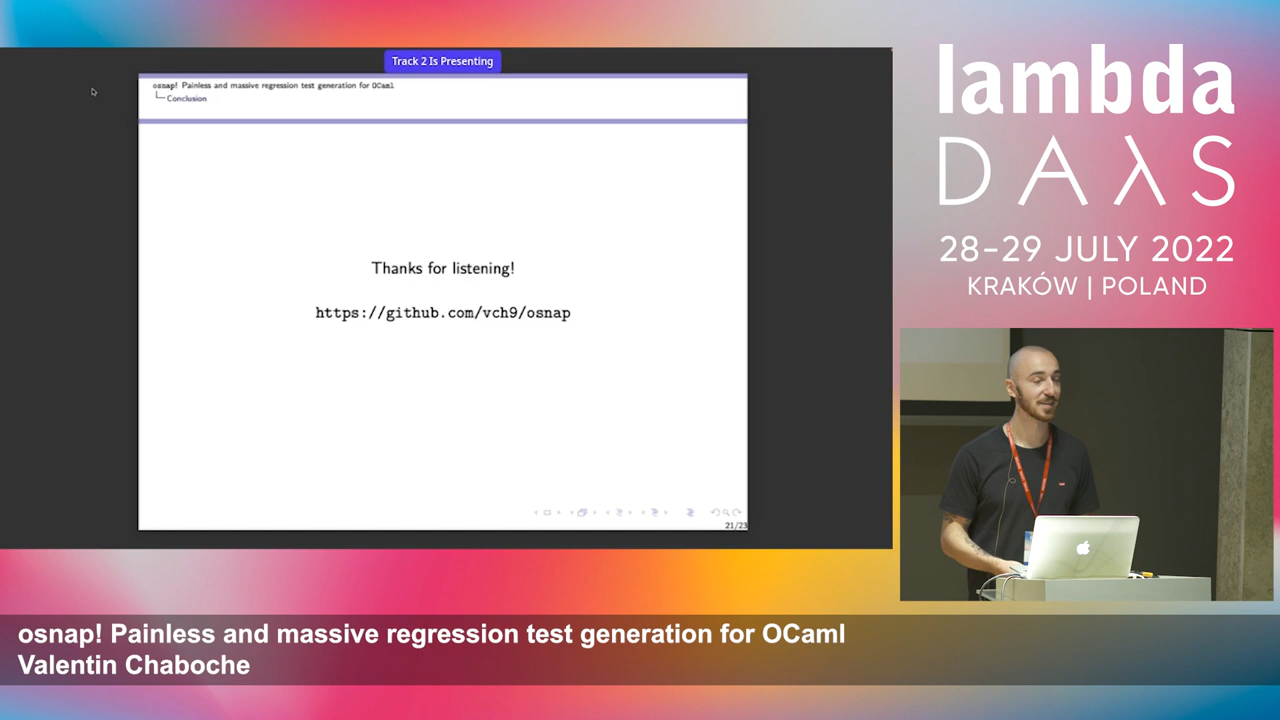 Track 2 Is Presenting
osnap! Painless and massive regression test generation for OCaml
Conclusion
Thanks for listening!
https://github.com/vch9/osnap
21/23
lambda
DAλS
28–29 JULY 2022
KRAKÓW | POLAND
osnap! Painless and massive regression test generation for OCaml
Valentin Chaboche